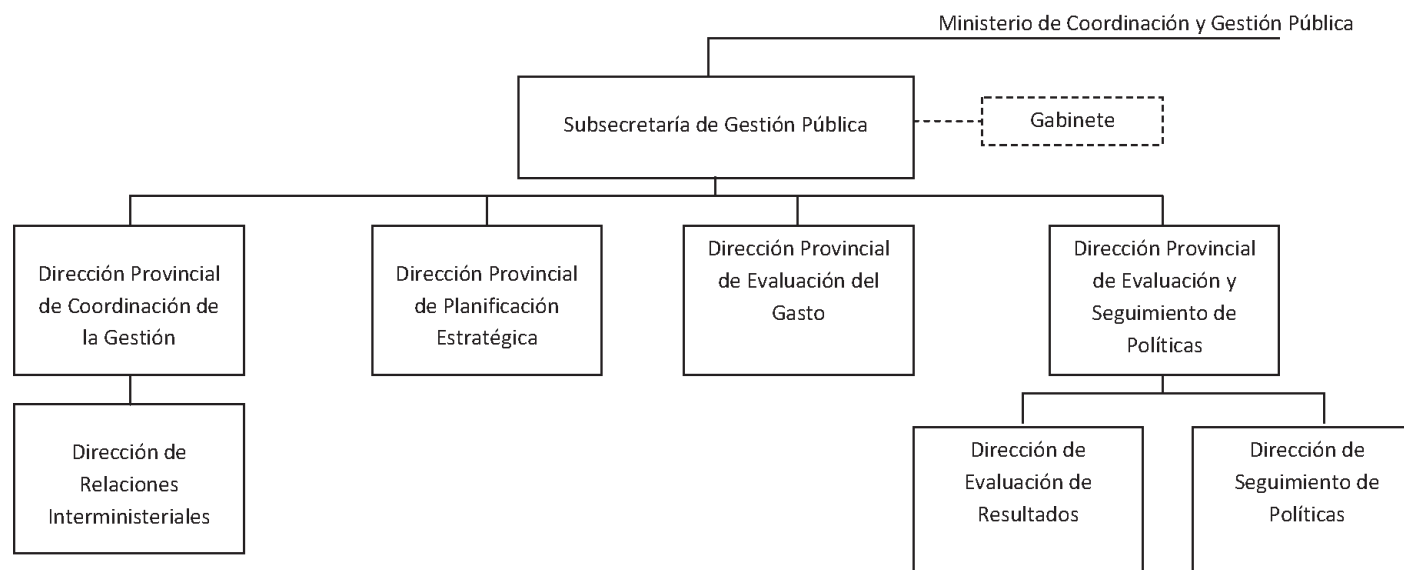 Ministerio de Coordinación y Gestión Pública
Subsecretaría de Gestión Pública
Gabinete
Dirección Provincial
de Coordinación de
la Gestión
Dirección Provincial
de Planificación
Estratégica
Dirección Provincial
de Evaluación del
Gasto
Dirección Provincial
de Evaluación y
Seguimiento de
Políticas
Dirección de
Relaciones
Interministeriales
Dirección de
Evaluación de
Resultados
Dirección de
Seguimiento de
Políticas